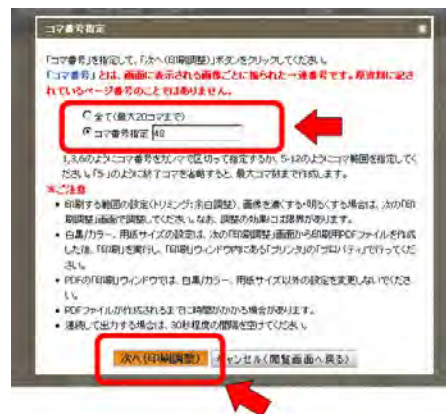 コマ番号指定
「コマ番号」を指定して、「次へ(印刷調整)」ボタンをクリックしてください。
「コマ番号」とは、画面に表示される画像ごとに振られた一連番号です。原資料に記さ
れているページ番号のことではありません。
全て(最大20コマまで)
コマ番号指定 48
1,3,6のようにコマ番号をカンマで区切って指定するか、5-12のようにコマ範囲を指定してく
ださい。「5-」のように終了コマを省略すると、最大コマ数まで作成します。
※ご注意
• 印刷する範囲の設定(トリミング:余白調整)、画像を濃くする・明るくする場合は、次の「印
刷調整」画面で調整してください。なお、調整の効果には限界があります。
• 白黒/カラー、用紙サイズの設定は、次の「印刷調整」画面から印刷用PDFファイルを作成
した後、「印刷」を実行し、「印刷」ウィンドウ内にある「プリンタ」の「プロパティ」で行ってくだ
さい。
• PDFの「印刷」ウィンドウでは、白黒/カラー、用紙サイズ以外の設定を変更しないでくださ
い。
• PDFファイルが作成されるまでに時間がかかる場合があります。
• 連続して出力する場合は、30秒程度の間隔を空けてください。
次へ(印刷調整) キャンセル(閲覧画面へ戻る)